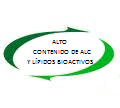 ALTO
CONTENIDO DE ALC
Y LÍPIDOS BIOACTIVOS